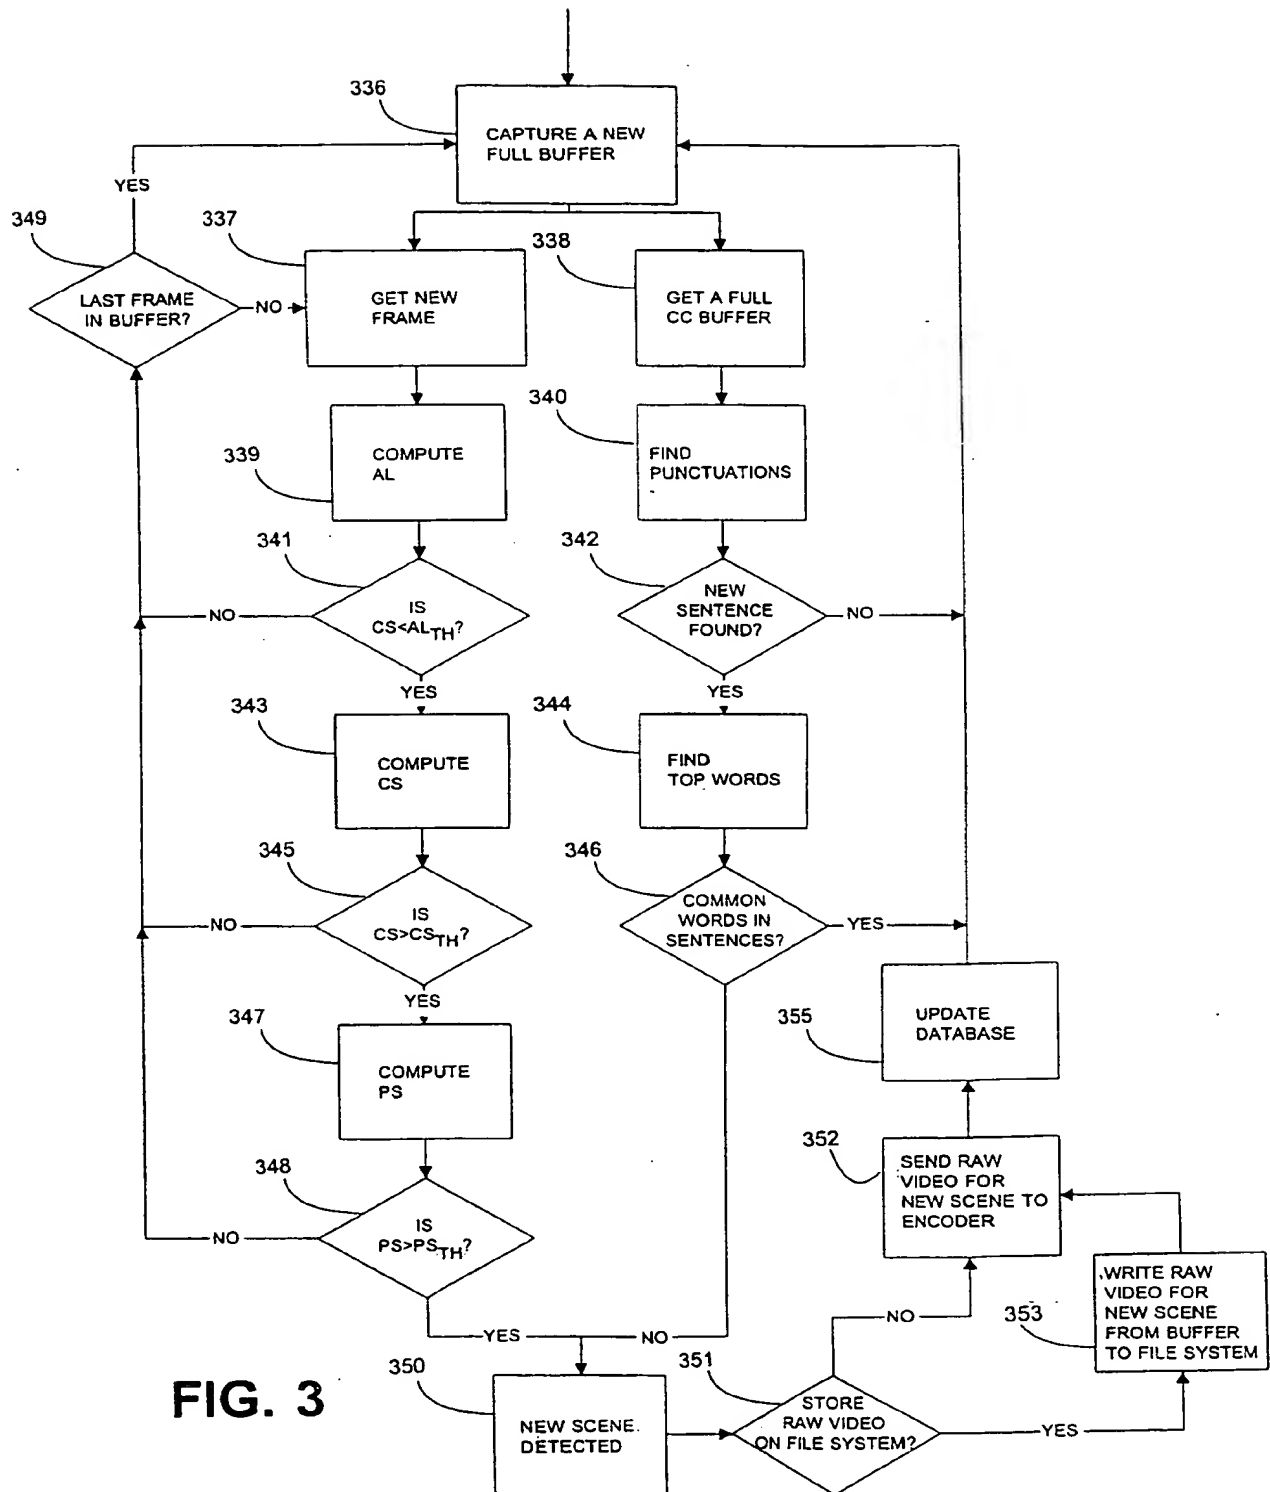 336
CAPTURE A NEW
FULL BUFFER
YES
349
LAST FRAME
IN BUFFER?
NO
337
GET NEW
FRAME
338
GET A FULL
CC BUFFER
339
COMPUTE
AL
340
FIND
PUNCTUATIONS
341
IS
CS<ALTH?
NO
YES
342
NEW
SENTENCE
FOUND?
NO
YES
343
COMPUTE
CS
344
FIND
TOP WORDS
345
IS
CS>CSTH?
NO
YES
346
COMMON
WORDS IN
SENTENCES?
YES
347
COMPUTE
PS
355
UPDATE
DATABASE
348
IS
PS>PSTH?
NO
YES
NO
352
SEND RAW
VIDEO FOR
NEW SCENE TO
ENCODER
353
WRITE RAW
VIDEO FOR
NEW SCENE
FROM BUFFER
TO FILE SYSTEM
NO
350
NEW SCENE
DETECTED
351
STORE
RAW VIDEO
ON FILE SYSTEM?
YES
FIG. 3